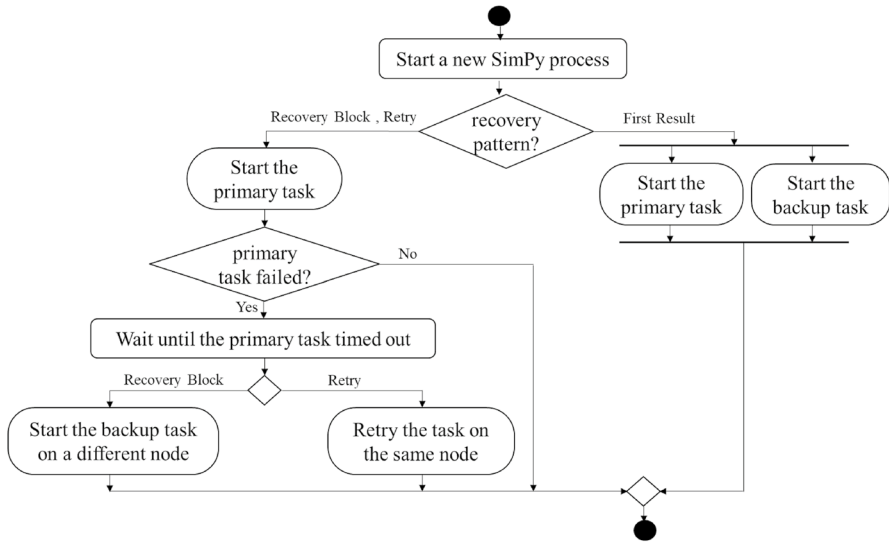 Start a new SimPy process
recovery
pattern?
Recovery Block , Retry
First Result
Start the
primary task
Start the
primary task
Start the
backup task
primary
task failed?
No
Yes
Wait until the primary task timed out
Recovery Block
Retry
Start the backup task
on a different node
Retry the task on
the same node